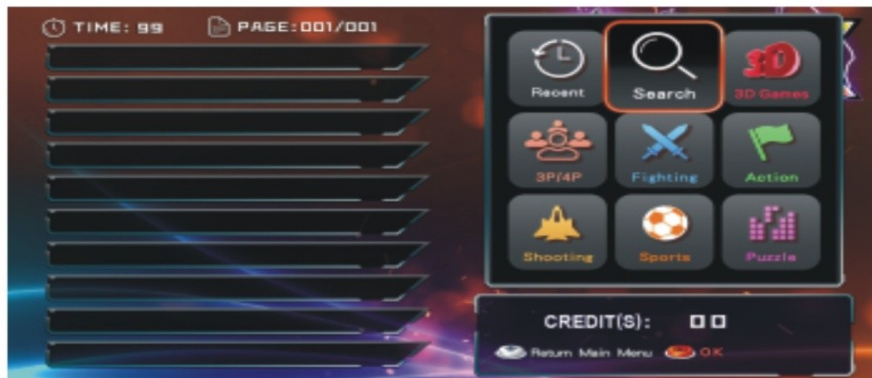 TIME: 99
PAGE:001/001
Recent
Search
3D
3D Games
3P/4P
Fighting
Action
Shooting
Sports
Puzzle
CREDIT(S): 00
Return Main Menu
OK